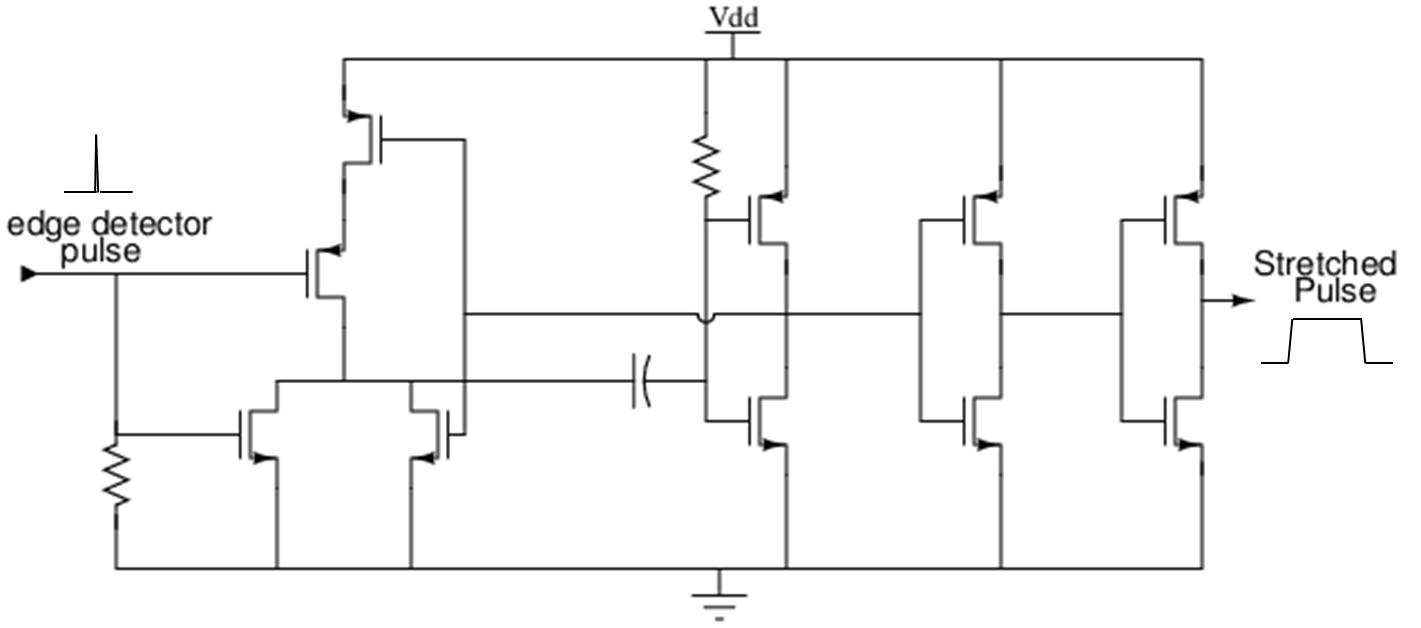 Vdd
edge detector
pulse
Stretched
Pulse